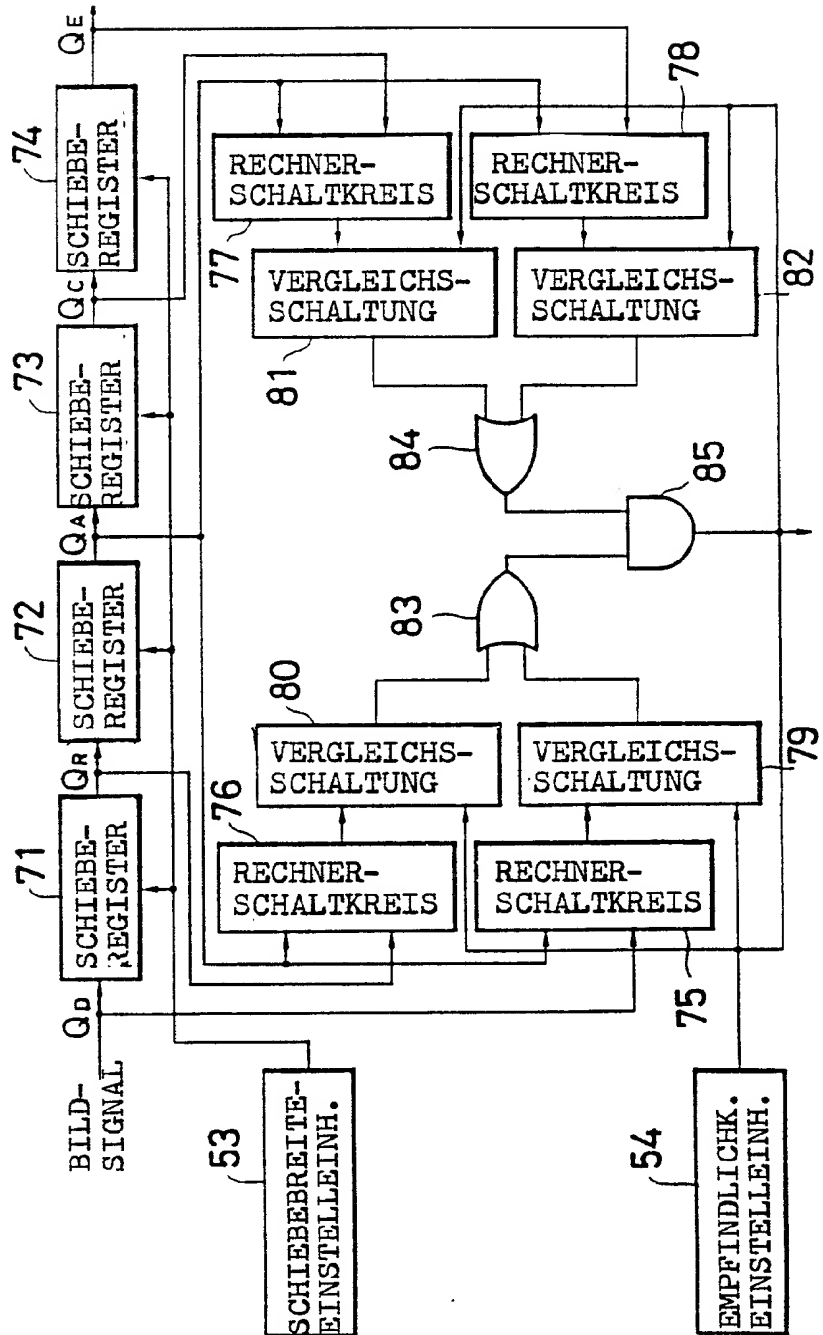 BILD-
SIGNAL
QD
71
SCHIEBE-
REGISTER
QR
72
SCHIEBE-
REGISTER
QA
73
SCHIEBE-
REGISTER
QC
74
SCHIEBE-
REGISTER
QE
53
SCHIEBEBREITE-
EINSTELLEINH.
76
RECHNER-
SCHALTKREIS
80
VERGLEICHS-
SCHALTUNG
81
VERGLEICHS-
SCHALTUNG
77
RECHNER-
SCHALTKREIS
83
84
85
75
RECHNER-
SCHALTKREIS
79
VERGLEICHS-
SCHALTUNG
82
VERGLEICHS-
SCHALTUNG
78
RECHNER-
SCHALTKREIS
54
EMPFINDLICHK.
EINSTELLEINH.